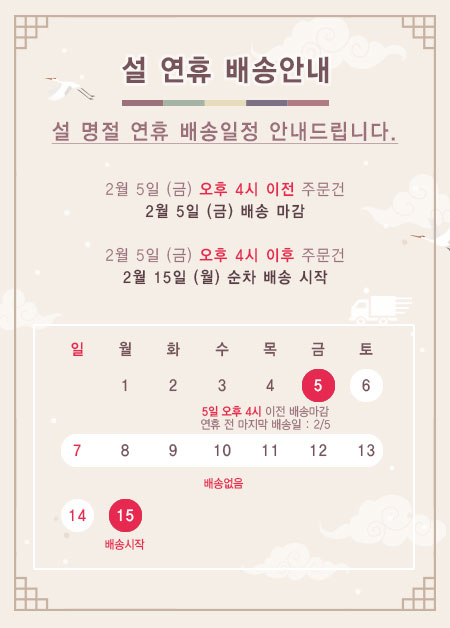 설 연휴 배송안내
설 명절 연휴 배송일정 안내드립니다.
2월 5일 (금) 오후 4시 이전 주문건
2월 5일 (금) 배송 마감
2월 5일 (금) 오후 4시 이후 주문건
2월 15일 (월) 순차 배송 시작
일 월 화 수 목 금 토
1 2 3 4 5 6
5일 오후 4시 이전 배송마감
연휴 전 마지막 배송일 : 2/5
7 8 9 10 11 12 13
배송없음
14 15
배송시작